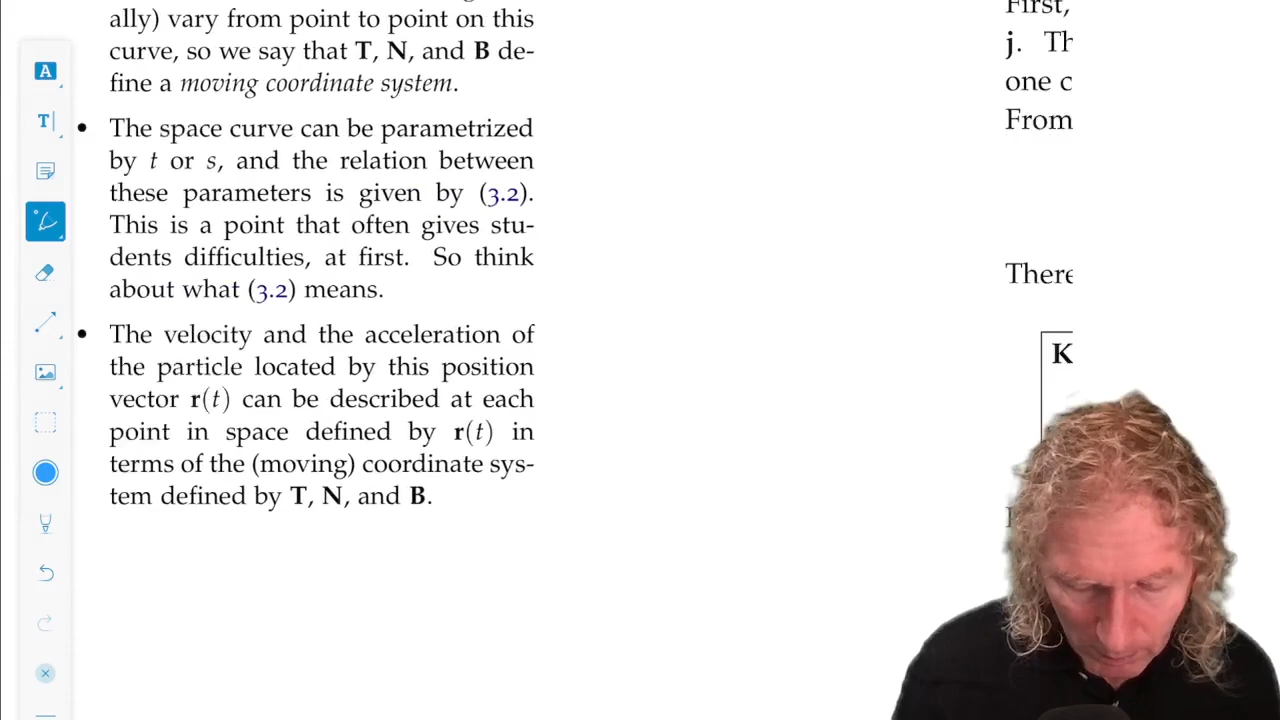 ally) vary from point to point on this
curve, so we say that T, N, and B de-
fine a moving coordinate system.
• The space curve can be parametrized
by t or s, and the relation between
these parameters is given by (3.2).
This is a point that often gives stu-
dents difficulties, at first. So think
about what (3.2) means.
• The velocity and the acceleration of
the particle located by this position
vector r(t) can be described at each
point in space defined by r(t) in
terms of the (moving) coordinate sys-
tem defined by T, N, and B.
First,
j. Th
one c
From
There
K
A
T